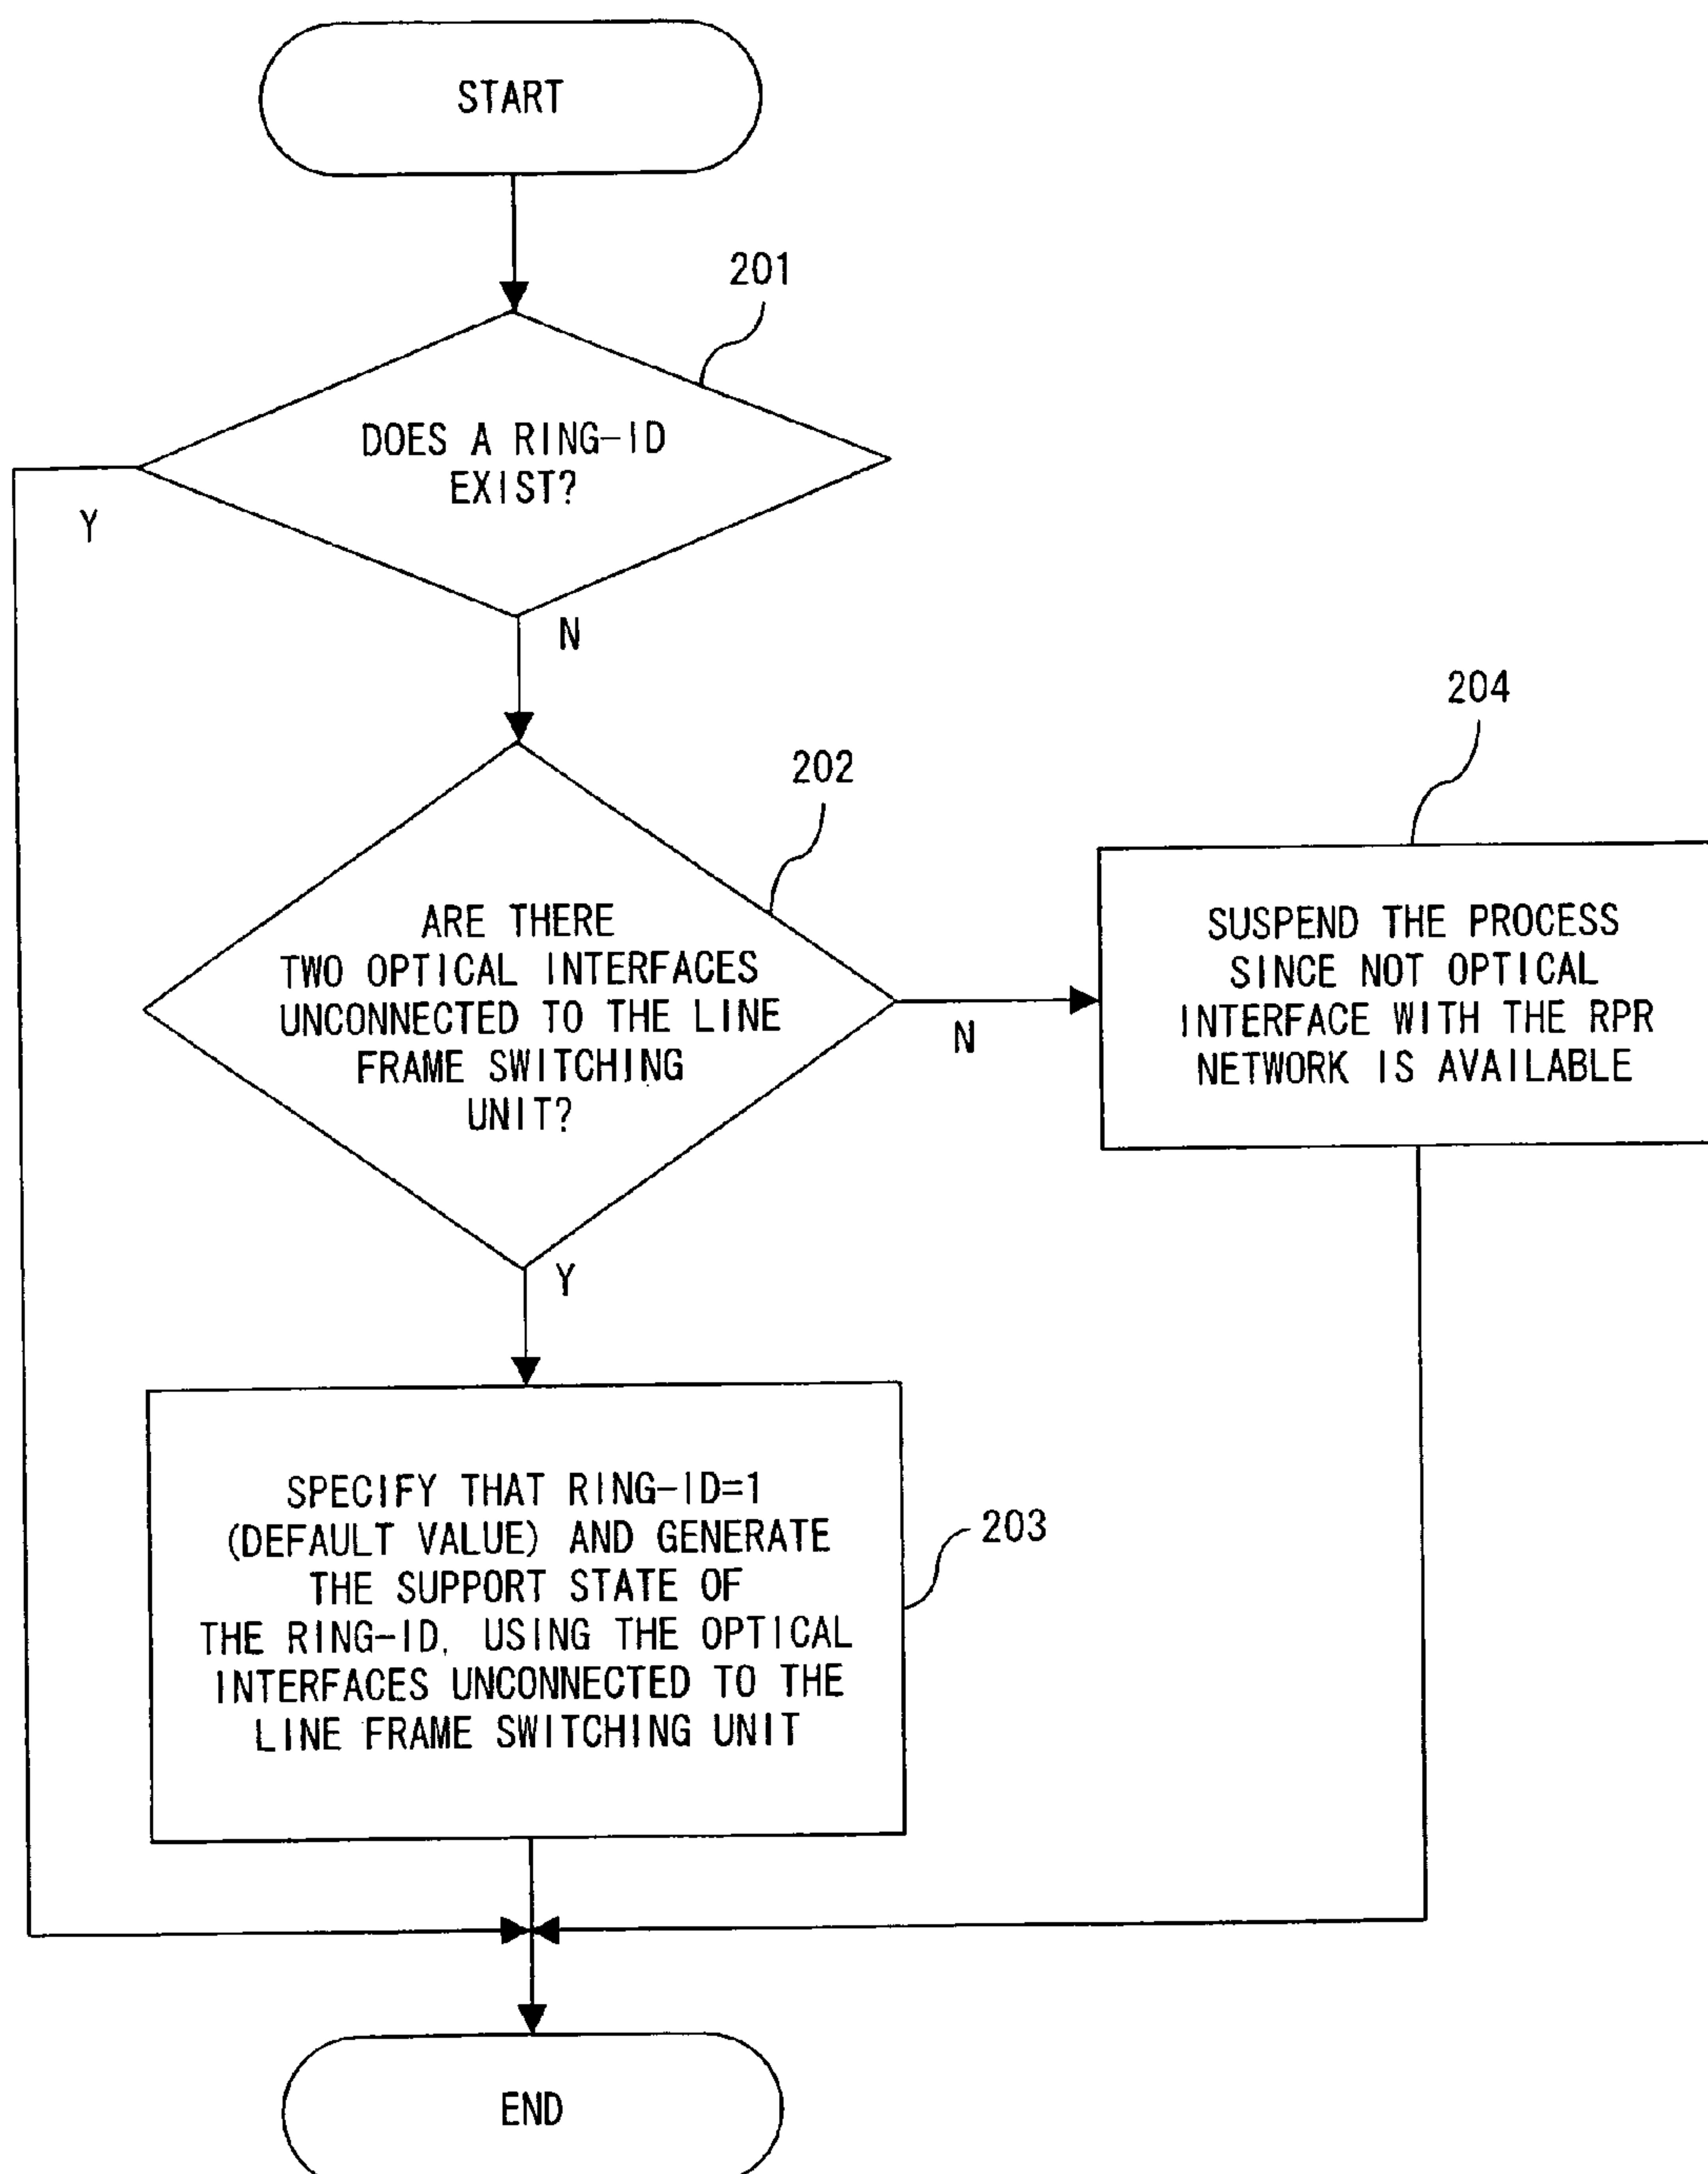 START
201
DOES A RING-ID
EXIST?
Y
N
202
ARE THERE
TWO OPTICAL INTERFACES
UNCONNECTED TO THE LINE
FRAME SWITCHING
UNIT?
N
204
SUSPEND THE PROCESS
SINCE NOT OPTICAL
INTERFACE WITH THE RPR
NETWORK IS AVAILABLE
Y
SPECIFY THAT RING-ID=1
(DEFAULT VALUE) AND GENERATE
THE SUPPORT STATE OF
THE RING-ID, USING THE OPTICAL
INTERFACES UNCONNECTED TO THE
LINE FRAME SWITCHING UNIT
203
END